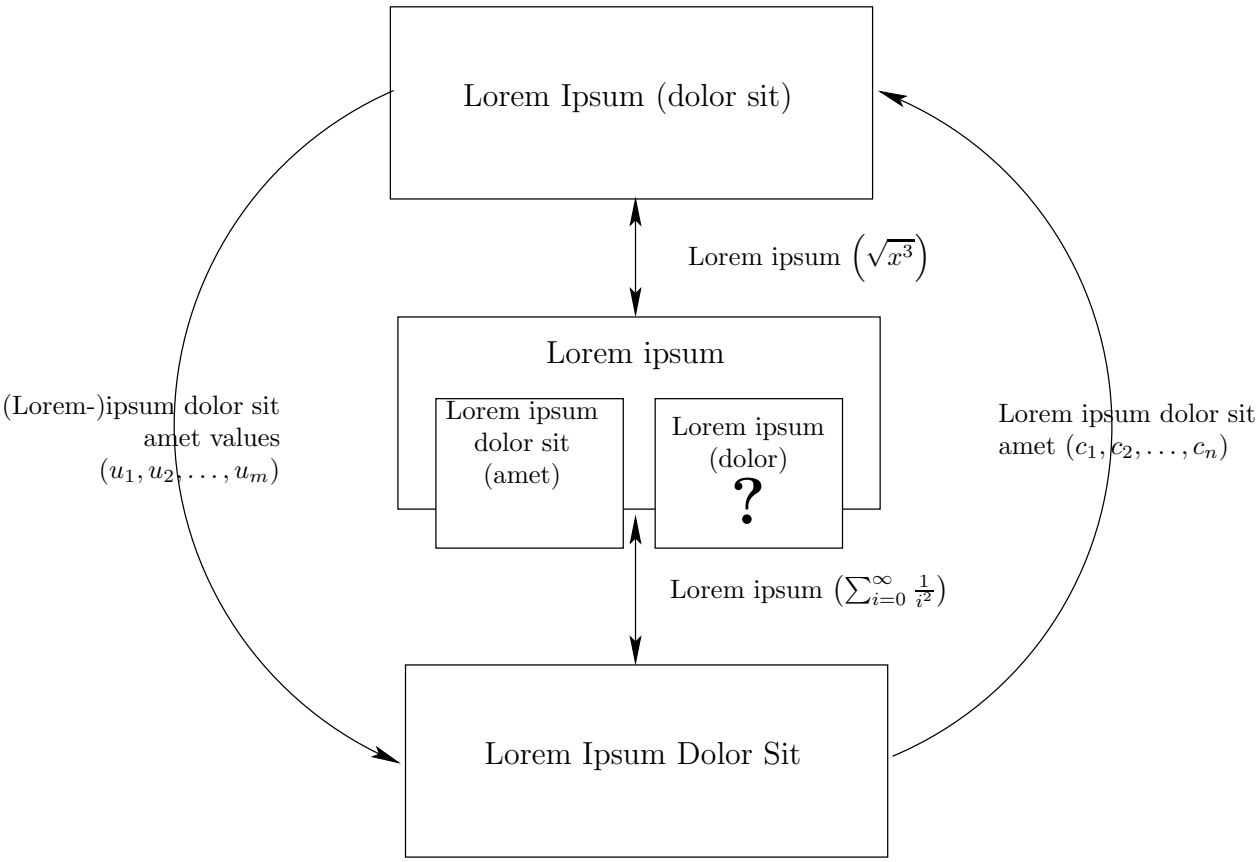 Lorem Ipsum (dolor sit)
Lorem ipsum (√x³)
Lorem ipsum
Lorem ipsum
dolor sit
(amet)
Lorem ipsum
(dolor)
?
(Lorem-)ipsum dolor sit
amet values
(u₁, u₂, . . . , uₘ)
Lorem ipsum dolor sit
amet (c₁, c₂, . . . , cₙ)
Lorem ipsum (∑_{i=0}^{∞} 1/i²)
Lorem Ipsum Dolor Sit